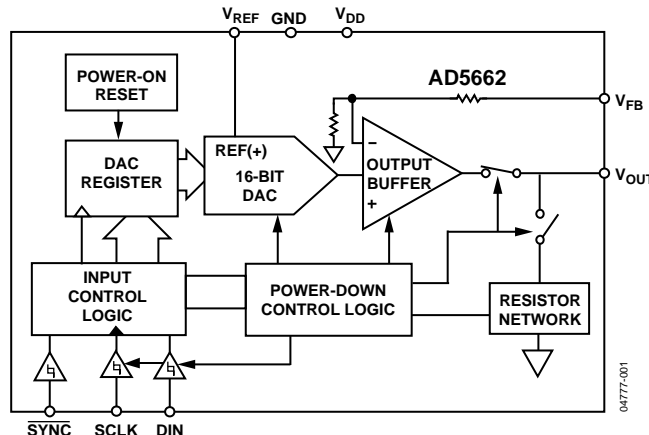 VREF GND VDD
POWER-ON
RESET
AD5662
VFB
REF(+)
DAC
REGISTER
16-BIT
DAC
–
OUTPUT
BUFFER
+
VOUT
INPUT
CONTROL
LOGIC
POWER-DOWN
CONTROL LOGIC
RESISTOR
NETWORK
SYNC SCLK DIN
04777-001